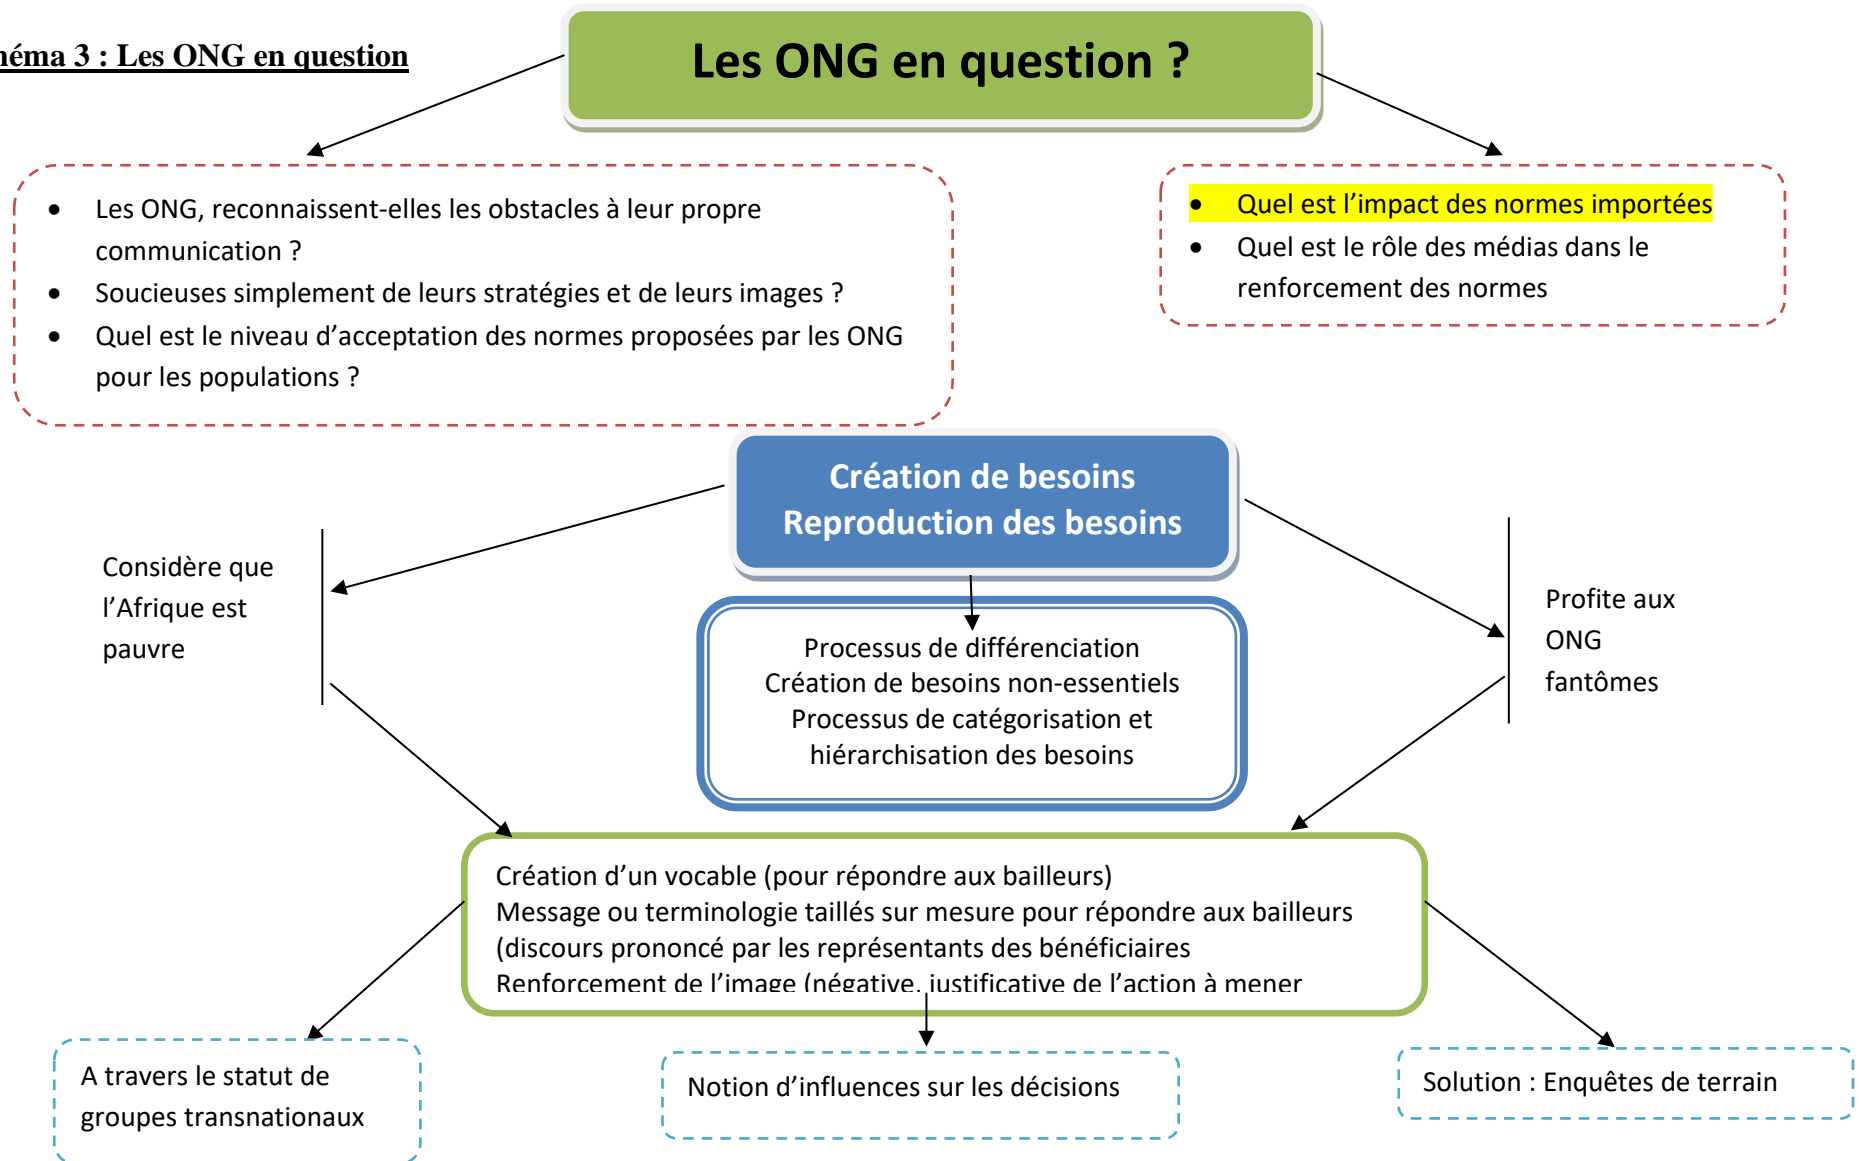 néma 3 : Les ONG en question
Les ONG en question ?
• Les ONG, reconnaissent-elles les obstacles à leur propre
communication ?
• Soucieuses simplement de leurs stratégies et de leurs images ?
• Quel est le niveau d’acceptation des normes proposées par les ONG
pour les populations ?
• Quel est l’impact des normes importées
• Quel est le rôle des médias dans le
renforcement des normes
Création de besoins
Reproduction des besoins
Considère que
l’Afrique est
pauvre
Processus de différenciation
Création de besoins non-essentiels
Processus de catégorisation et
hiérarchisation des besoins
Profite aux
ONG
fantômes
Création d’un vocable (pour répondre aux bailleurs)
Message ou terminologie taillés sur mesure pour répondre aux bailleurs
(discours prononcé par les représentants des bénéficiaires
Renforcement de l’image (négative, justificative de l’action à mener
A travers le statut de
groupes transnationaux
Notion d’influences sur les décisions
Solution : Enquêtes de terrain